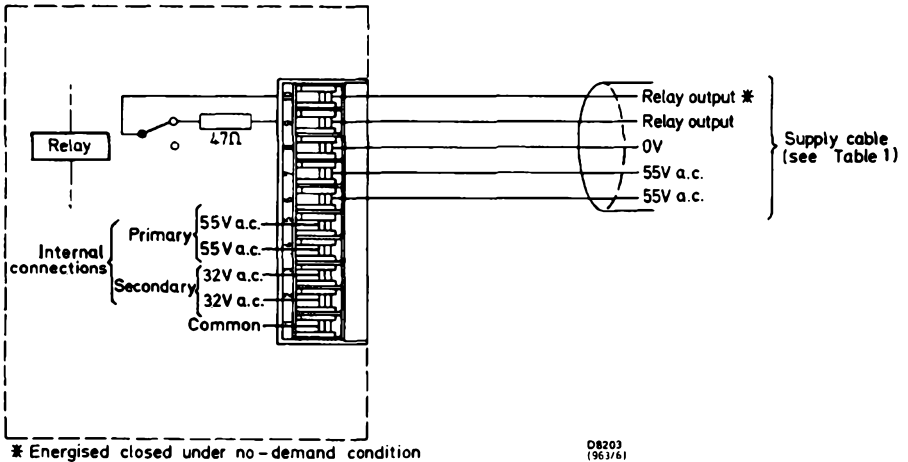 Relay output ✱
Relay output
0V
55V a.c.
55V a.c.
Supply cable
(see Table 1)
Relay
47Ω
Internal
connections
Primary
55V a.c.
55V a.c.
Secondary
32V a.c.
32V a.c.
Common
✱ Energised closed under no-demand condition
D8203
(963/6)